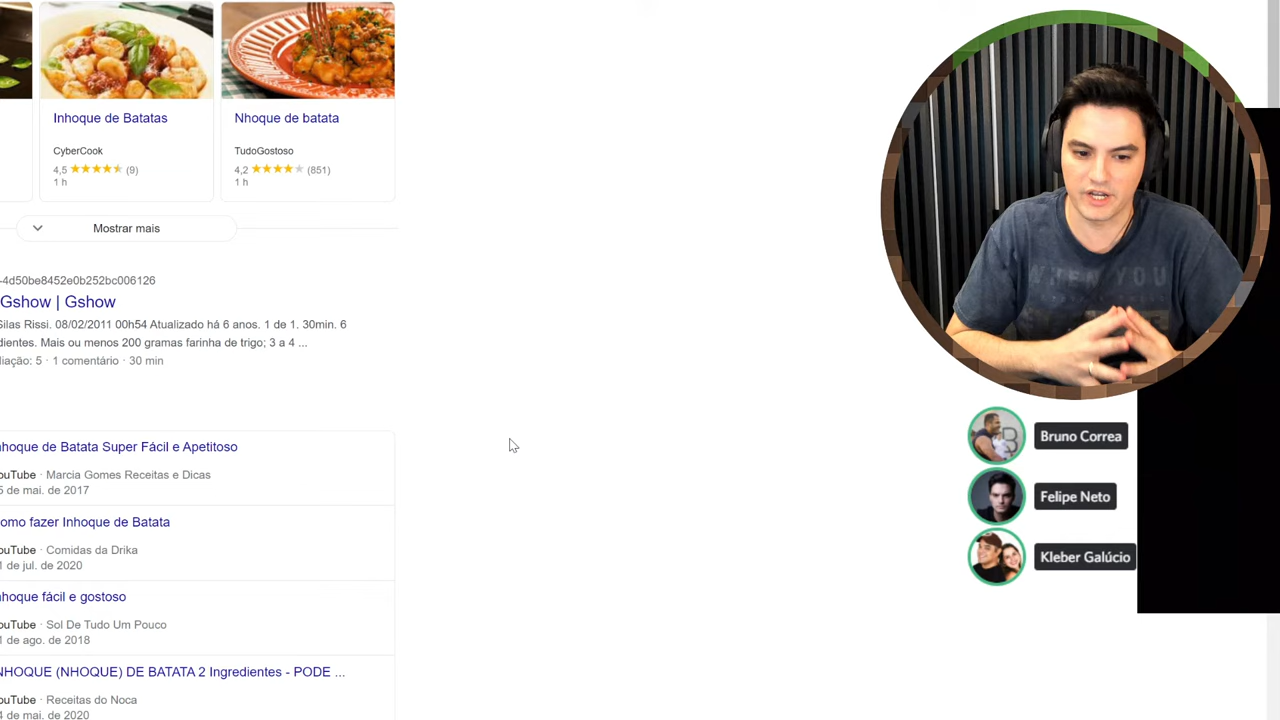 Inhoque de Batatas
CyberCook
4,5 (9)
1 h
Nhoque de batata
TudoGostoso
4,2 (851)
1 h
Mostrar mais
-4d50be8452e0b252bc006126
Gshow | Gshow
Silas Rissi. 08/02/2011 00h54 Atualizado há 6 anos. 1 de 1. 30min. 6
dientes. Mais ou menos 200 gramas farinha de trigo; 3 a 4 ...
liação: 5 · 1 comentário · 30 min
nhoque de Batata Super Fácil e Apetitoso
ouTube · Marcia Gomes Receitas e Dicas
5 de mai. de 2017
omo fazer Inhoque de Batata
ouTube · Comidas da Drika
1 de jul. de 2020
nhoque fácil e gostoso
ouTube · Sol De Tudo Um Pouco
1 de ago. de 2018
NHOQUE (NHOQUE) DE BATATA 2 Ingredientes - PODE ...
ouTube · Receitas do Noca
4 de mai. de 2020
WHEN YOU
Bruno Correa
Felipe Neto
Kleber Galúcio